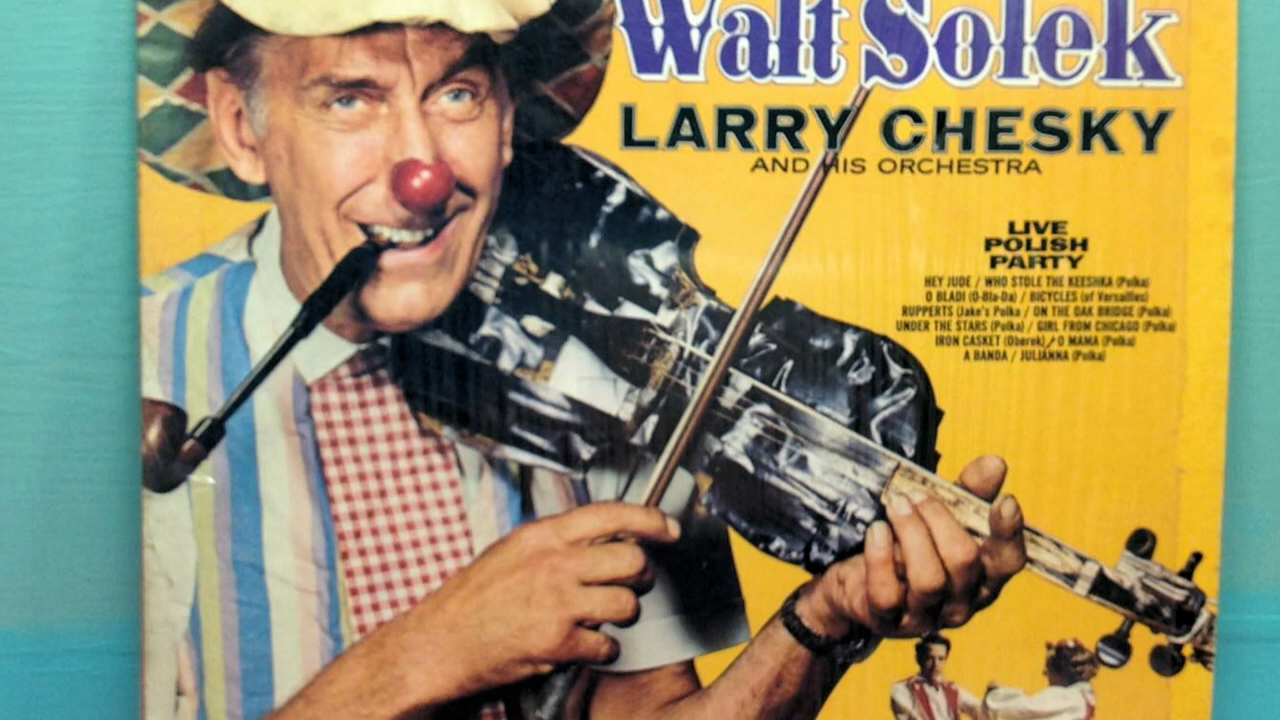 Walt Solek
LARRY CHESKY
AND HIS ORCHESTRA
LIVE
POLISH
PARTY
HEY JUDE / WHO STOLE THE KEESHKA (Polka)
O BLADI (O-Bla-Da) / BICYCLES (of Versailles)
RUPPERTS (Jake's Polka / ON THE OAK BRIDGE (Polka)
UNDER THE STARS (Polka) / GIRL FROM CHICAGO (Polka)
IRON CASKET (Oberek) / O MAMA (Polka)
A BANDA / JULIANNA (Polka)